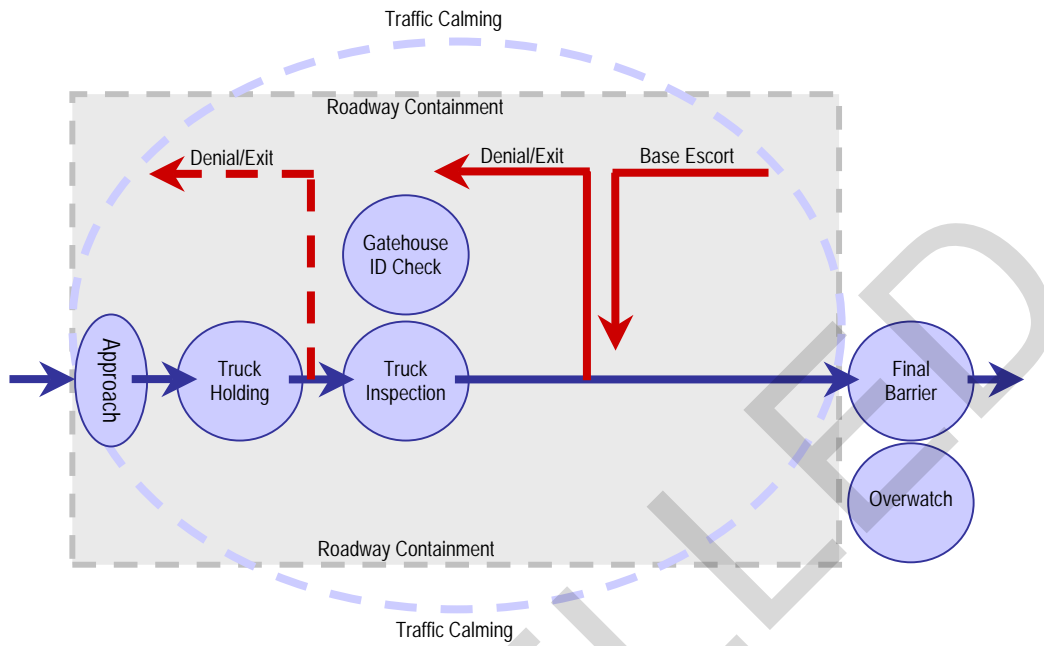 Traffic Calming
Roadway Containment
Denial/Exit
Denial/Exit
Base Escort
Gatehouse
ID Check
Approach
Truck
Holding
Truck
Inspection
Final
Barrier
Overwatch
Roadway Containment
Traffic Calming